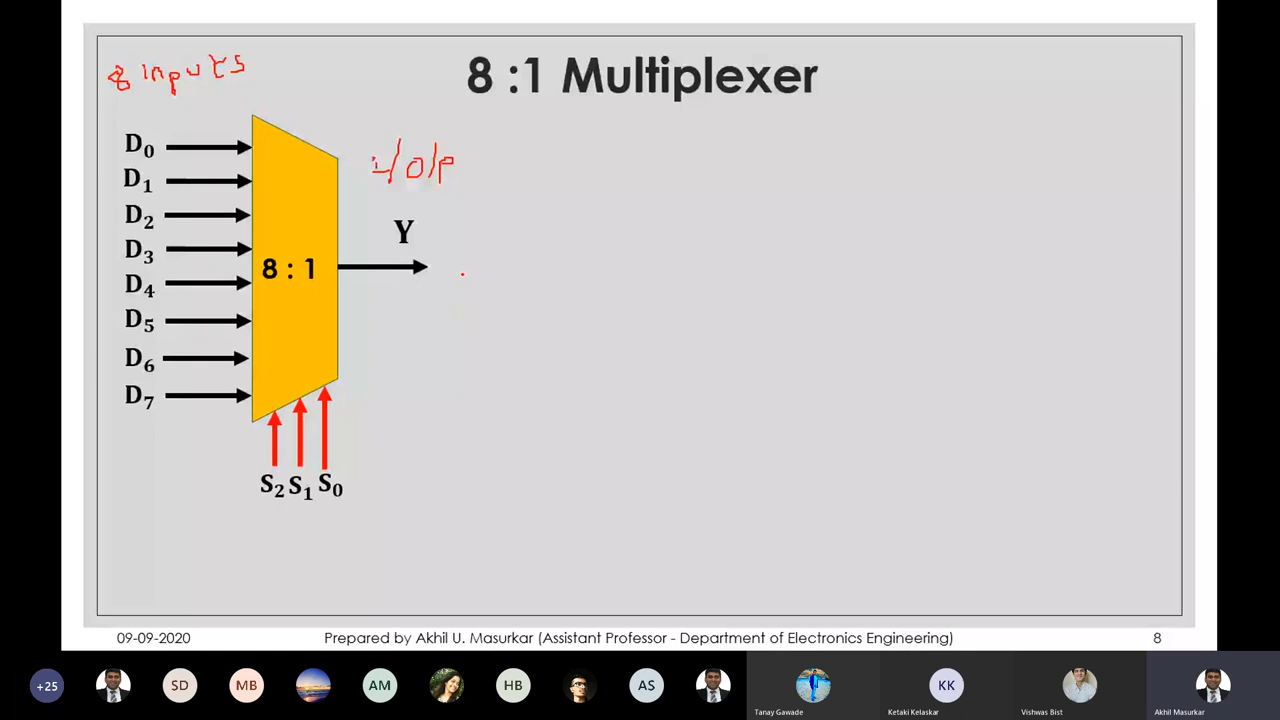 8 inputs
8 :1 Multiplexer
D0
D1
D2
D3
D4
D5
D6
D7
8 : 1
1/O/P
Y
S2 S1 S0
09-09-2020
Prepared by Akhil U. Masurkar (Assistant Professor - Department of Electronics Engineering)
8
+25
SD
MB
AM
HB
AS
KK
Tanay Gawade
Ketaki Kelaskar
Vishwas Bist
Akhil Masurkar